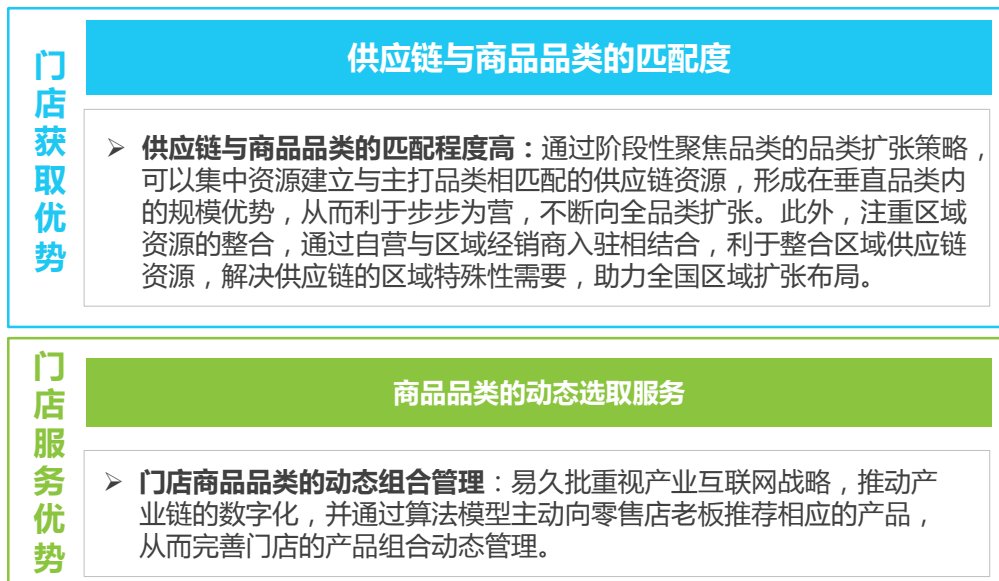 门店获取优势
供应链与商品品类的匹配度
➢ 供应链与商品品类的匹配程度高：通过阶段性聚焦品类的品类扩张策略，
可以集中资源建立与主打品类相匹配的供应链资源，形成在垂直品类内
的规模优势，从而利于步步为营，不断向全品类扩张。此外，注重区域
资源的整合，通过自营与区域经销商入驻相结合，利于整合区域供应链
资源，解决供应链的区域特殊性需要，助力全国区域扩张布局。
门店服务优势
商品品类的动态选取服务
➢ 门店商品品类的动态组合管理：易久批重视产业互联网战略，推动产
业链的数字化，并通过算法模型主动向零售店老板推荐相应的产品，
从而完善门店的产品组合动态管理。